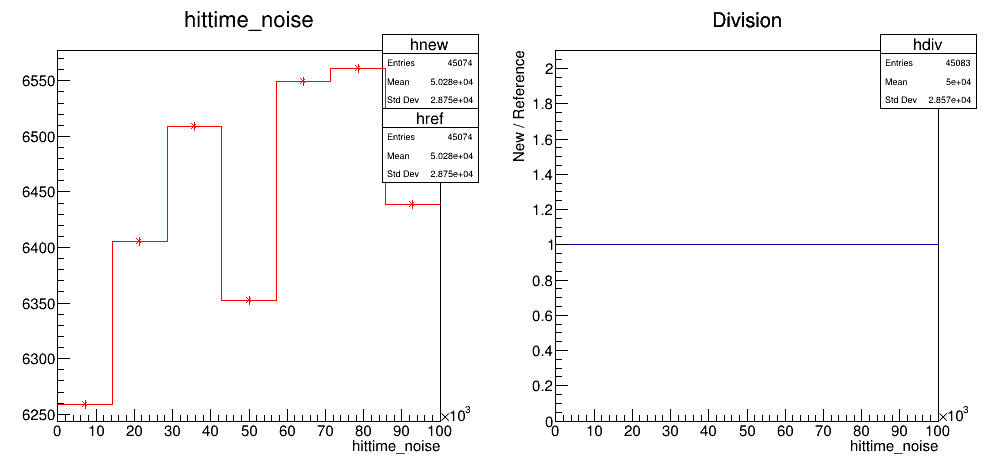 hittime_noise
hnew
Entries 45074
Mean 5.028e+04
Std Dev 2.875e+04
href
Entries 45074
Mean 5.028e+04
Std Dev 2.875e+04
6550
6500
6450
6400
6350
6300
6250
0 10 20 30 40 50 60 70 80 90 100
×10³
hittime_noise
Division
hdiv
Entries 45083
Mean 5e+04
Std Dev 2.857e+04
New / Reference
2
1.8
1.6
1.4
1.2
1
0.8
0.6
0.4
0.2
0
0 10 20 30 40 50 60 70 80 90 100
×10³
hittime_noise